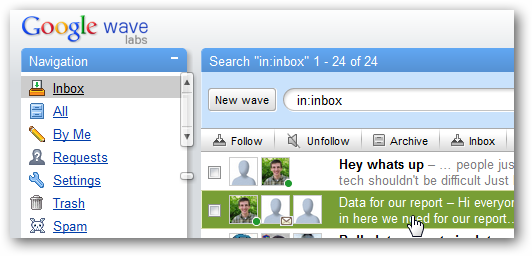 Google wave
labs
Navigation
Inbox
All
By Me
Requests
Settings
Trash
Spam
Search "in:inbox" 1 - 24 of 24
New wave
in:inbox
Follow Unfollow Archive Inbox
Hey whats up – ... people jus
tech shouldn't be difficult Just
Data for our report – Hi everyon
in here we need for our report...